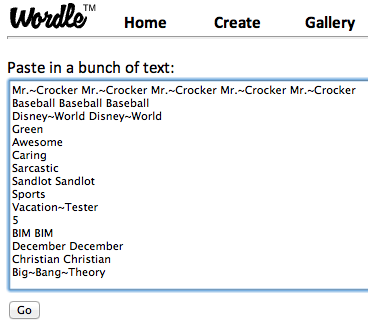 Wordle™
Home Create Gallery
Paste in a bunch of text:
Mr.~Crocker Mr.~Crocker Mr.~Crocker Mr.~Crocker Mr.~Crocker
Baseball Baseball Baseball
Disney~World Disney~World
Green
Awesome
Caring
Sarcastic
Sandlot Sandlot
Sports
Vacation~Tester
5
BIM BIM
December December
Christian Christian
Big~Bang~Theory
Go